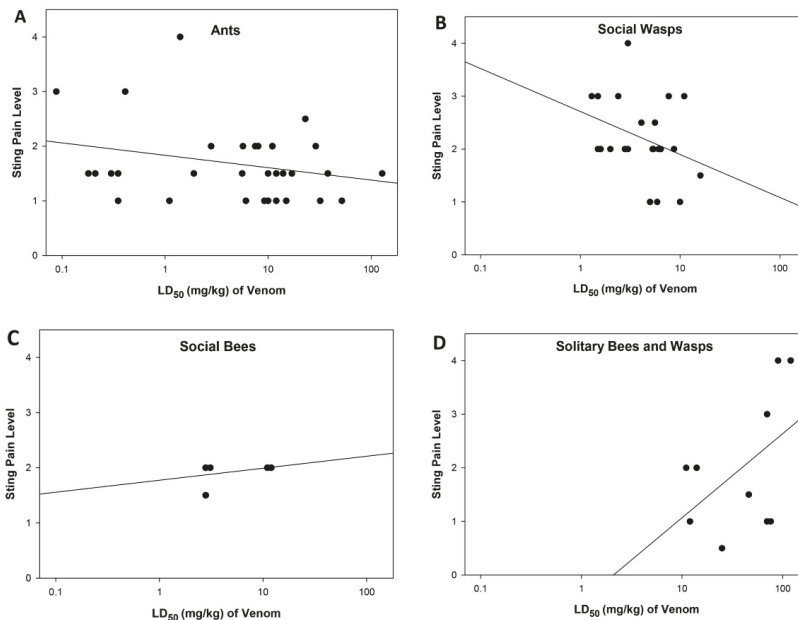 A
Ants
4
3
2
1
0
Sting Pain Level
0.1 1 10 100
LD50 (mg/kg) of Venom
B
Social Wasps
4
3
2
1
0
Sting Pain Level
0.1 1 10 100
LD50 (mg/kg) of Venom
C
Social Bees
4
3
2
1
0
Sting Pain Level
0.1 1 10 100
LD50 (mg/kg) of Venom
D
Solitary Bees and Wasps
4
3
2
1
0
Sting Pain Level
0.1 1 10 100
LD50 (mg/kg) of Venom